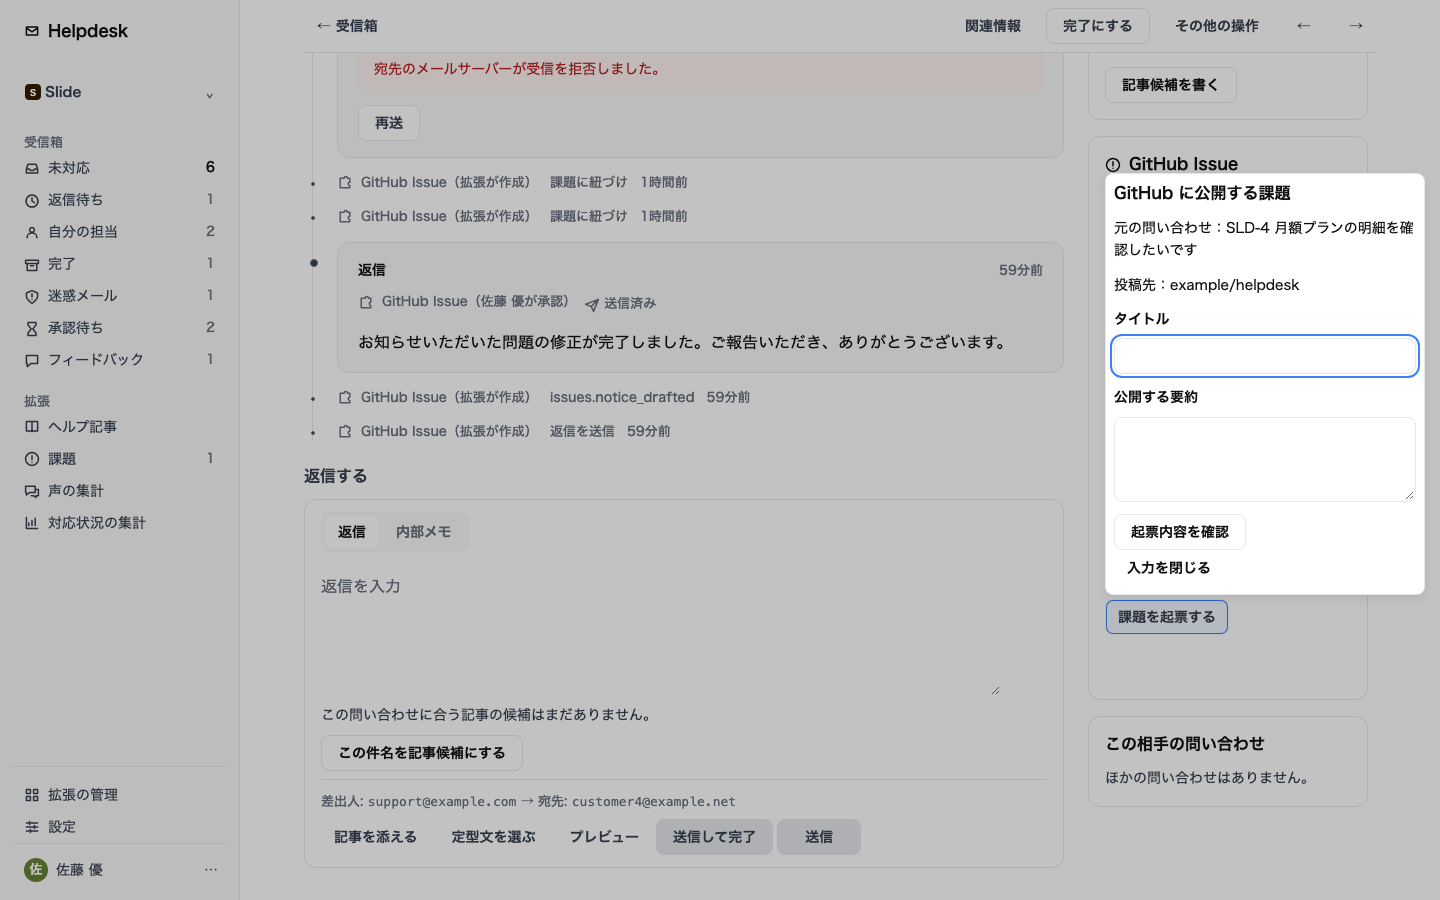 Helpdesk
S Slide
受信箱
未対応 6
返信待ち 1
自分の担当 2
完了 1
迷惑メール 1
承認待ち 2
フィードバック 1
拡張
ヘルプ記事
課題 1
声の集計
対応状況の集計
拡張の管理
設定
佐 佐藤 優 …
← 受信箱
関連情報 完了にする その他の操作 ← →
宛先のメールサーバーが受信を拒否しました。
再送
GitHub Issue（拡張が作成） 課題に紐づけ 1時間前
GitHub Issue（拡張が作成） 課題に紐づけ 1時間前
返信 59分前
GitHub Issue（佐藤 優が承認） 送信済み
お知らせいただいた問題の修正が完了しました。ご報告いただき、ありがとうございます。
GitHub Issue（拡張が作成） issues.notice_drafted 59分前
GitHub Issue（拡張が作成） 返信を送信 59分前
返信する
返信 内部メモ
返信を入力
この問い合わせに合う記事の候補はまだありません。
この件名を記事候補にする
差出人: support@example.com → 宛先: customer4@example.net
記事を添える 定型文を選ぶ プレビュー 送信して完了 送信
記事候補を書く
GitHub Issue
GitHub に公開する課題
元の問い合わせ：SLD-4 月額プランの明細を確
認したいです
投稿先：example/helpdesk
タイトル
公開する要約
起票内容を確認
入力を閉じる
課題を起票する
この相手の問い合わせ
ほかの問い合わせはありません。